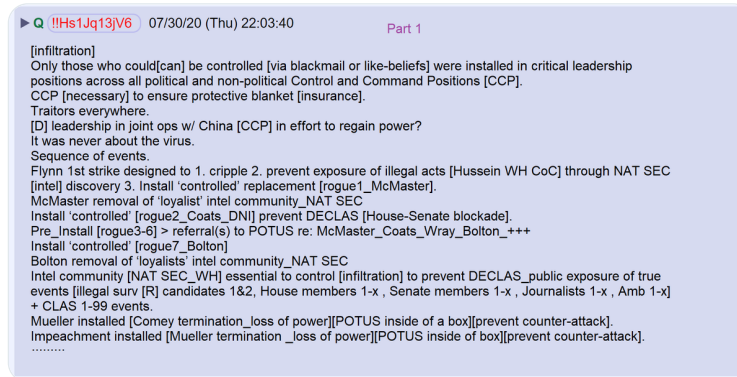 Q !!Hs1Jq13jV6 07/30/20 (Thu) 22:03:40 Part 1
[infiltration]
Only those who could[can] be controlled [via blackmail or like-beliefs] were installed in critical leadership
positions across all political and non-political Control and Command Positions [CCP].
CCP [necessary] to ensure protective blanket [insurance].
Traitors everywhere.
[D] leadership in joint ops w/ China [CCP] in effort to regain power?
It was never about the virus.
Sequence of events.
Flynn 1st strike designed to 1. cripple 2. prevent exposure of illegal acts [Hussein WH CoC] through NAT SEC
[intel] discovery 3. Install ‘controlled’ replacement [rogue1_McMaster].
McMaster removal of ‘loyalist’ intel community_NAT SEC
Install ‘controlled’ [rogue2_Coats_DNI] prevent DECLAS [House-Senate blockade].
Pre_Install [rogue3-6] > referral(s) to POTUS re: McMaster_Coats_Wray_Bolton_+++
Install ‘controlled’ [rogue7_Bolton]
Bolton removal of ‘loyalists’ intel community_NAT SEC
Intel community [NAT SEC_WH] essential to control [infiltration] to prevent DECLAS_public exposure of true
events [illegal surv [R] candidates 1&2, House members 1-x , Senate members 1-x , Journalists 1-x , Amb 1-x]
+ CLAS 1-99 events.
Mueller installed [Comey termination_loss of power][POTUS inside of a box][prevent counter-attack].
Impeachment installed [Mueller termination _loss of power][POTUS inside of box][prevent counter-attack].
.........